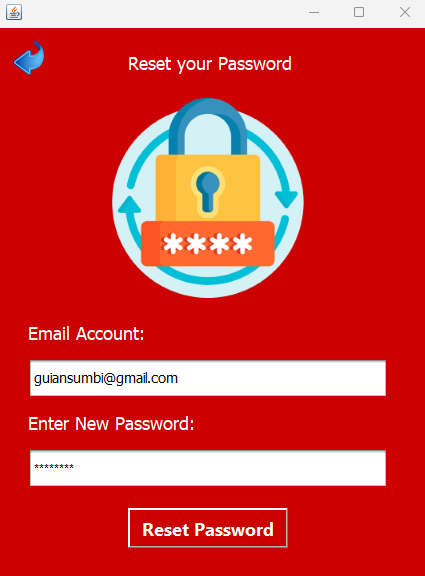 Reset your Password
****
Email Account:
guiansumbi@gmail.com
Enter New Password:
********
Reset Password